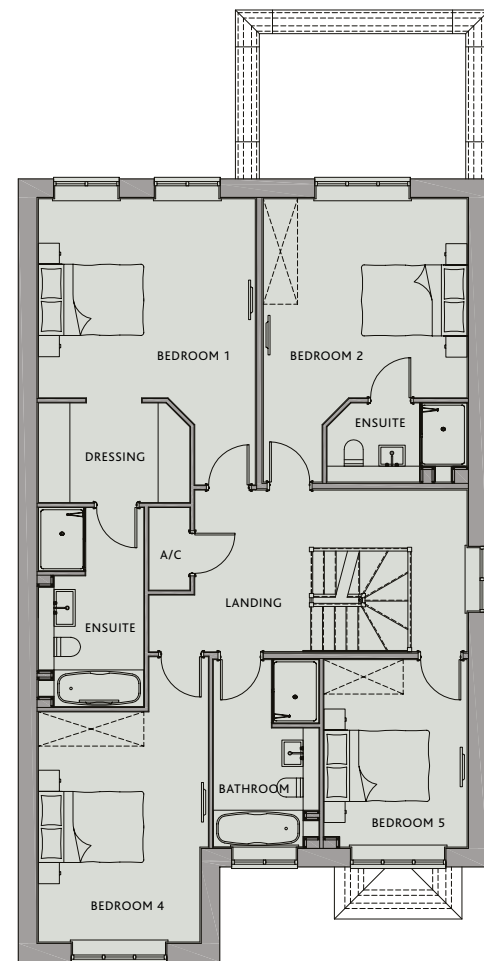 BEDROOM 1
BEDROOM 2
ENSUITE
DRESSING
A/C
LANDING
ENSUITE
BATHROOM
BEDROOM 5
BEDROOM 4